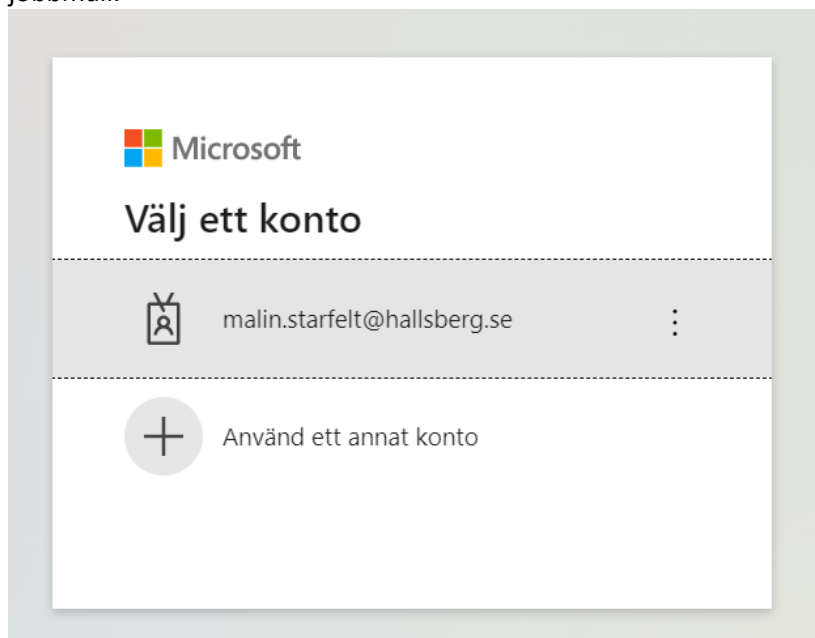 Microsoft
Välj ett konto
malin.starfelt@hallsberg.se
Använd ett annat konto